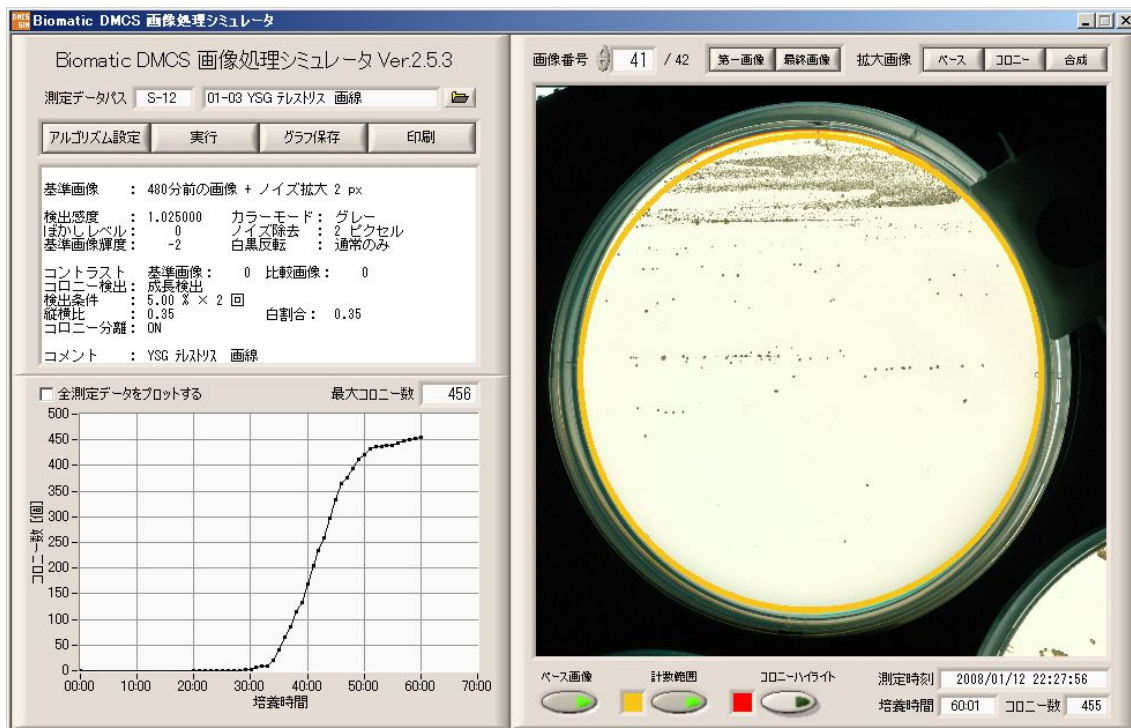 Biomatic DMCS 画像処理シミュレータ
Biomatic DMCS 画像処理シミュレータ Ver.2.5.3
測定データパス S-12 01-03 YSG テレストリス 画線
アルゴリズム設定 実行 グラフ保存 印刷
基準画像 : 480分前の画像 + ノイズ拡大 2 px
検出感度 : 1.025000 カラーモード : グレー
ぼかしレベル : 0 ノイズ除去 : 2 ピクセル
基準画像輝度 : -2 白黒反転 : 通常のみ
コントラスト 基準画像 : 0 比較画像 : 0
コロニー検出 : 成長検出
検出条件 : 5.00 % × 2 回
縦横比 : 0.35 白割合 : 0.35
コロニー分離 : ON
コメント : YSG テレストリス 画線
全測定データをプロットする 最大コロニー数 456
500
450
400
350
300
250
200
150
100
50
0
コロニー数 [個]
00:00 10:00 20:00 30:00 40:00 50:00 60:00 70:00
培養時間
画像番号 41 / 42 第一画像 最終画像 拡大画像 ベース コロニー 合成
ベース画像 計数範囲 コロニーハイライト
測定時刻 2008/01/12 22:27:56
培養時間 60:01 コロニー数 455